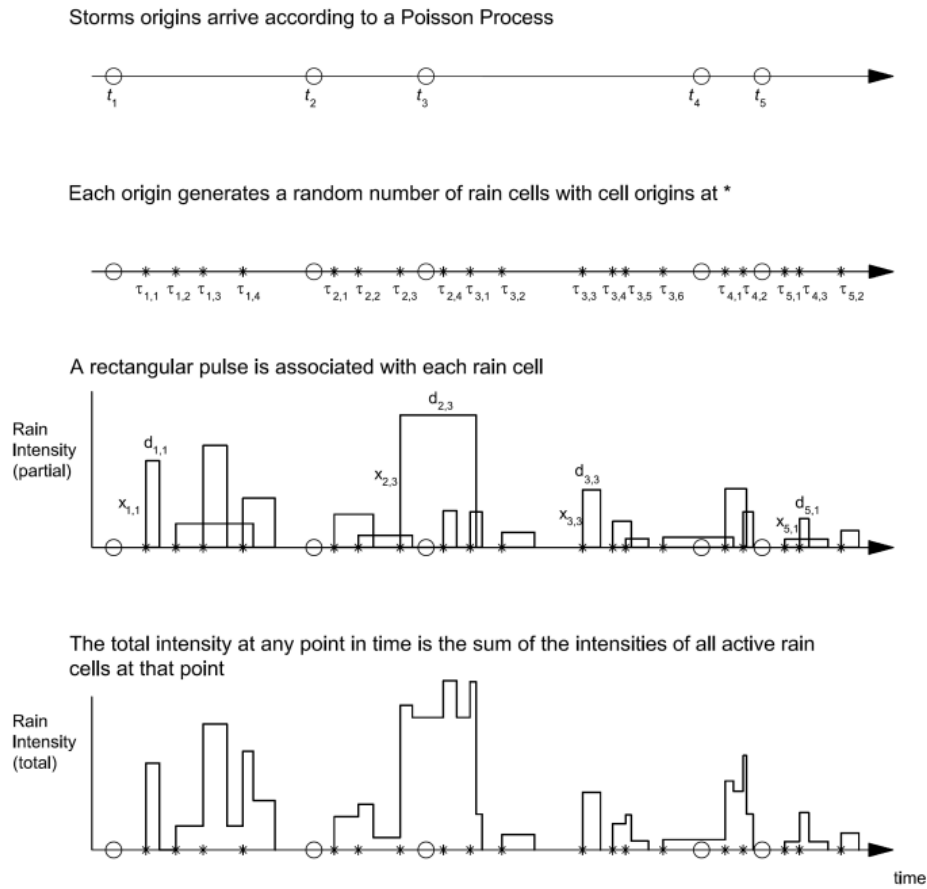 Storms origins arrive according to a Poisson Process
t1 t2 t3 t4 t5
Each origin generates a random number of rain cells with cell origins at *
τ1,1 τ1,2 τ1,3 τ1,4 τ2,1 τ2,2 τ2,3 τ2,4 τ3,1 τ3,2 τ3,3 τ3,4 τ3,5 τ3,6 τ4,1 τ4,2 τ5,1 τ4,3 τ5,2
A rectangular pulse is associated with each rain cell
Rain
Intensity
(partial)
x1,1 d1,1 x2,3 d2,3 x3,3 d3,3 x5,1 d5,1
The total intensity at any point in time is the sum of the intensities of all active rain
cells at that point
Rain
Intensity
(total)
time